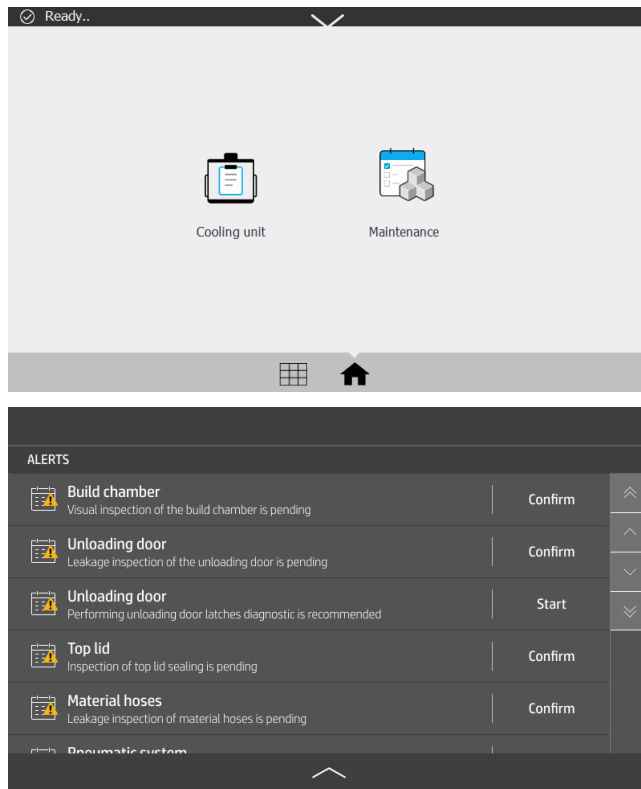 Ready..
Cooling unit
Maintenance
ALERTS
Build chamber
Visual inspection of the build chamber is pending
Confirm
Unloading door
Leakage inspection of the unloading door is pending
Confirm
Unloading door
Performing unloading door latches diagnostic is recommended
Start
Top lid
Inspection of top lid sealing is pending
Confirm
Material hoses
Leakage inspection of material hoses is pending
Confirm
Pneumatic system